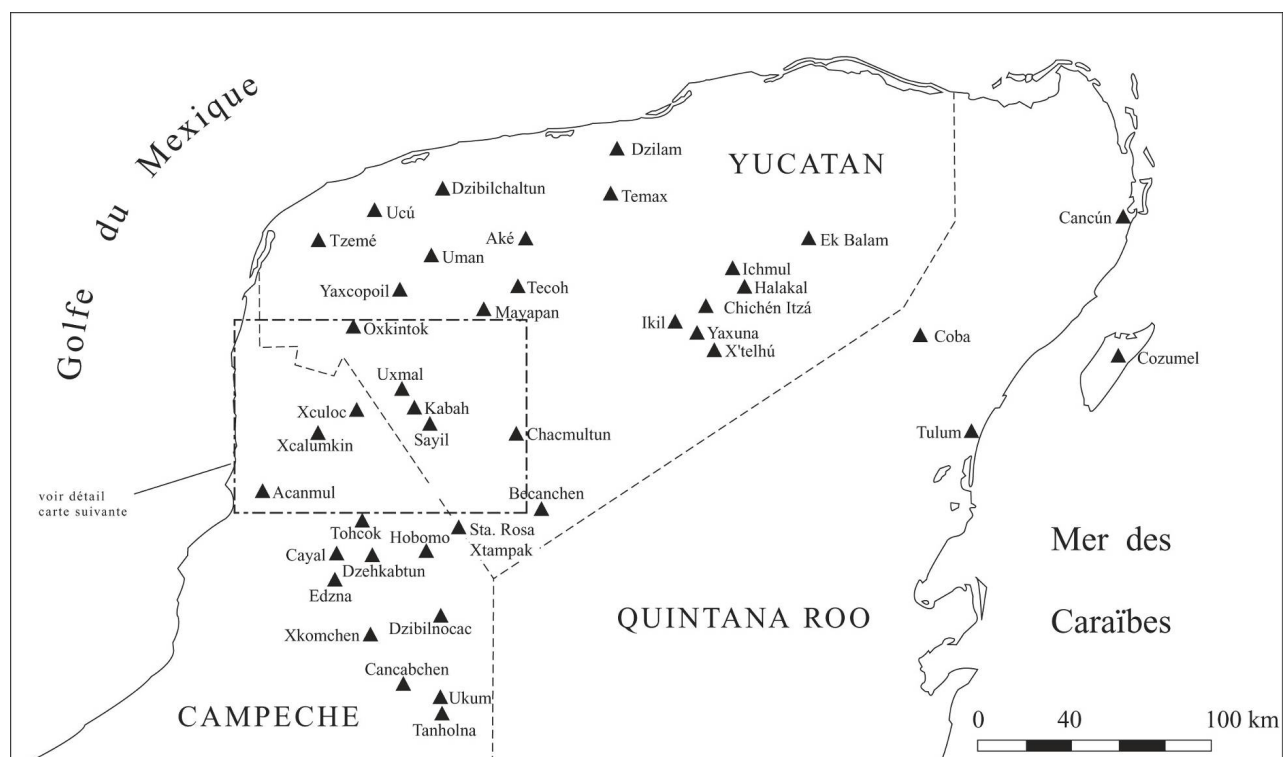 Golfe du Mexique
Dzilam
YUCATAN
Dzibilchaltun
Temax
Ucú
Cancún
Tzemé
Aké
Ek Balam
Uman
Ichmul
Yaxcopoil
Tecoh
Halakal
Mayapan
Chichén Itzá
Oxkintok
Ikil
Yaxuna
Coba
X'telhú
Cozumel
Uxmal
Xculoc
Kabah
Sayil
Chacmultun
Tulum
Xcalumkin
voir détail
carte suivante
Acanmul
Becanchen
Tohcok
Hobomo
Sta. Rosa
Xtampak
Cayal
Dzehkabtun
Edzna
Mer des
Caraïbes
Dzibilnocac
QUINTANA ROO
Xkomchen
Cancabchen
Ukum
CAMPECHE
Tanholna
0 40 100 km